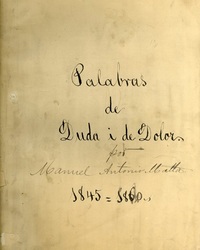 Palabras
de
Duda i de Dolor.
por
Manuel Antonio Matta
1845 = 1860.